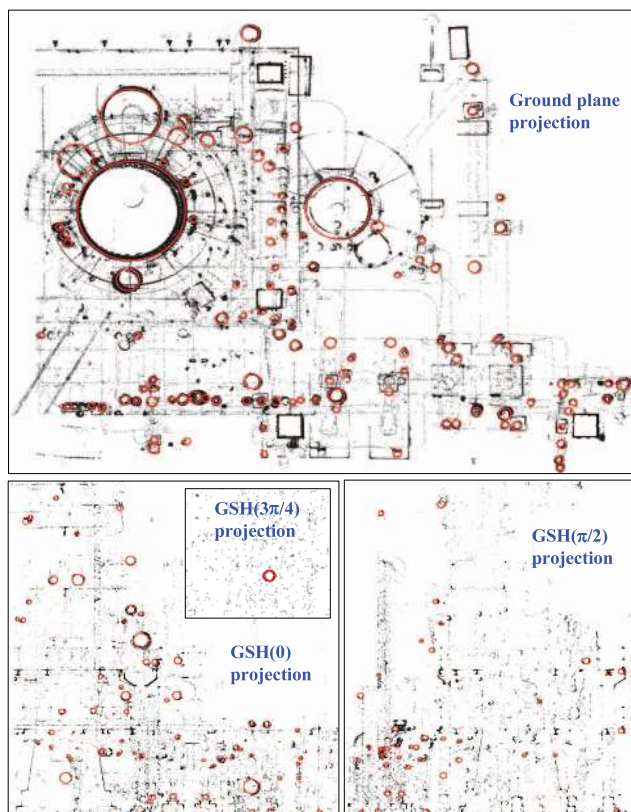 Ground plane
projection
GSH(3π/4)
projection
GSH(0)
projection
GSH(π/2)
projection